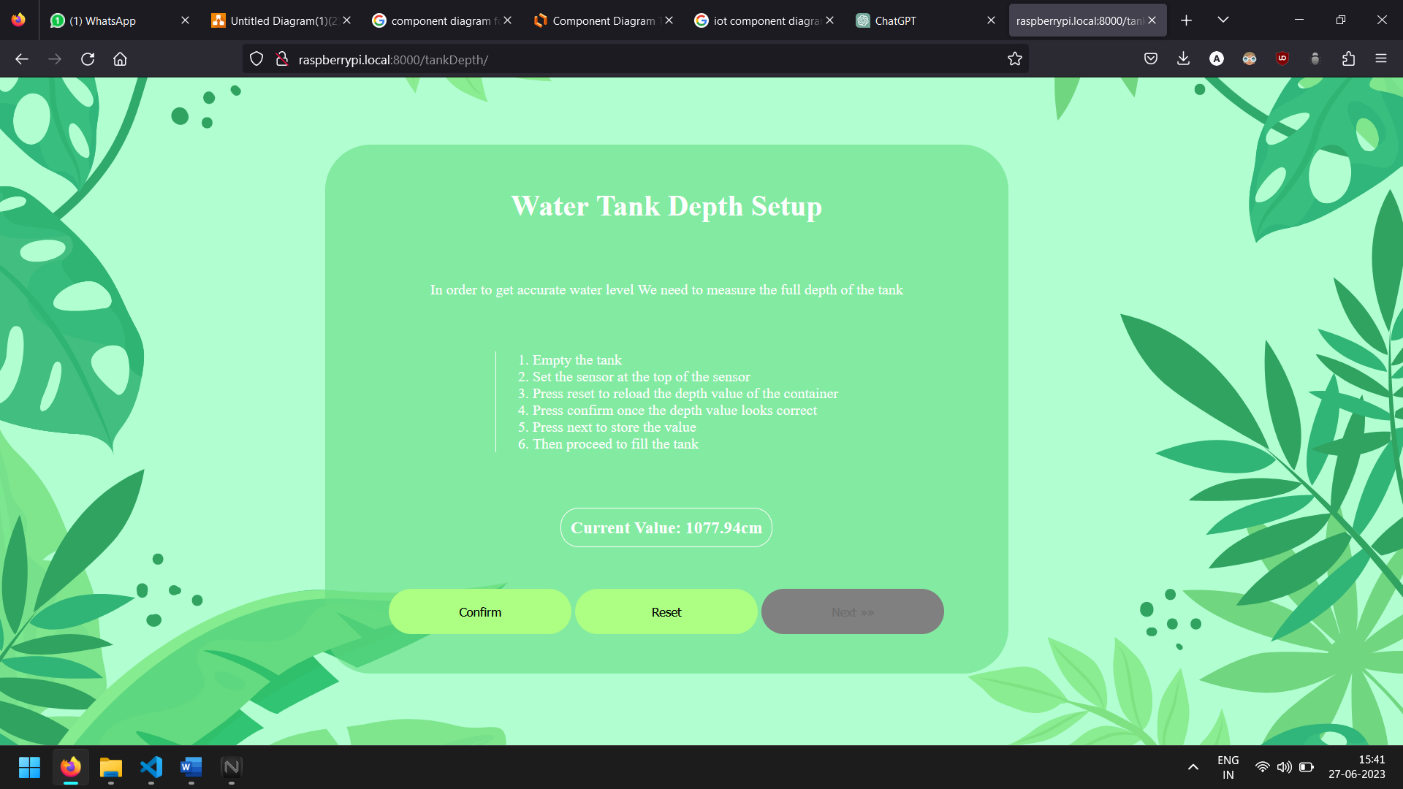 (1) WhatsApp
Untitled Diagram(1)(2
component diagram fo
Component Diagram
iot component diagra
ChatGPT
raspberrypi.local:8000/tan
raspberrypi.local:8000/tankDepth/
Water Tank Depth Setup
In order to get accurate water level We need to measure the full depth of the tank
1. Empty the tank
2. Set the sensor at the top of the sensor
3. Press reset to reload the depth value of the container
4. Press confirm once the depth value looks correct
5. Press next to store the value
6. Then proceed to fill the tank
Current Value: 1077.94cm
Confirm
Reset
Next »»
ENG
IN
15:41
27-06-2023